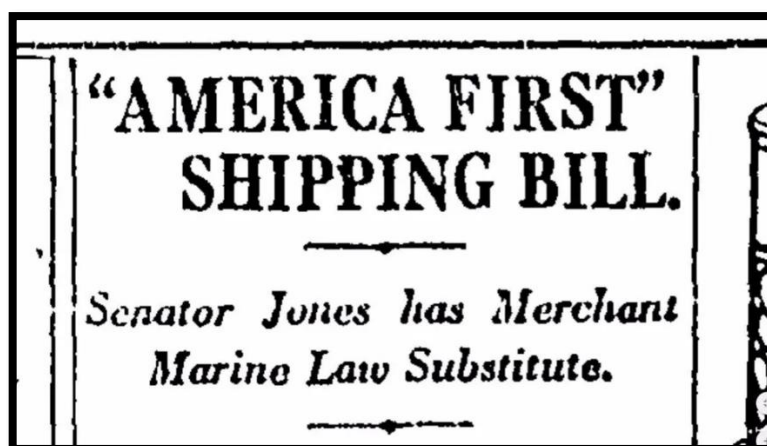 “AMERICA FIRST”
SHIPPING BILL.
Senator Jones has Merchant
Marine Law Substitute.